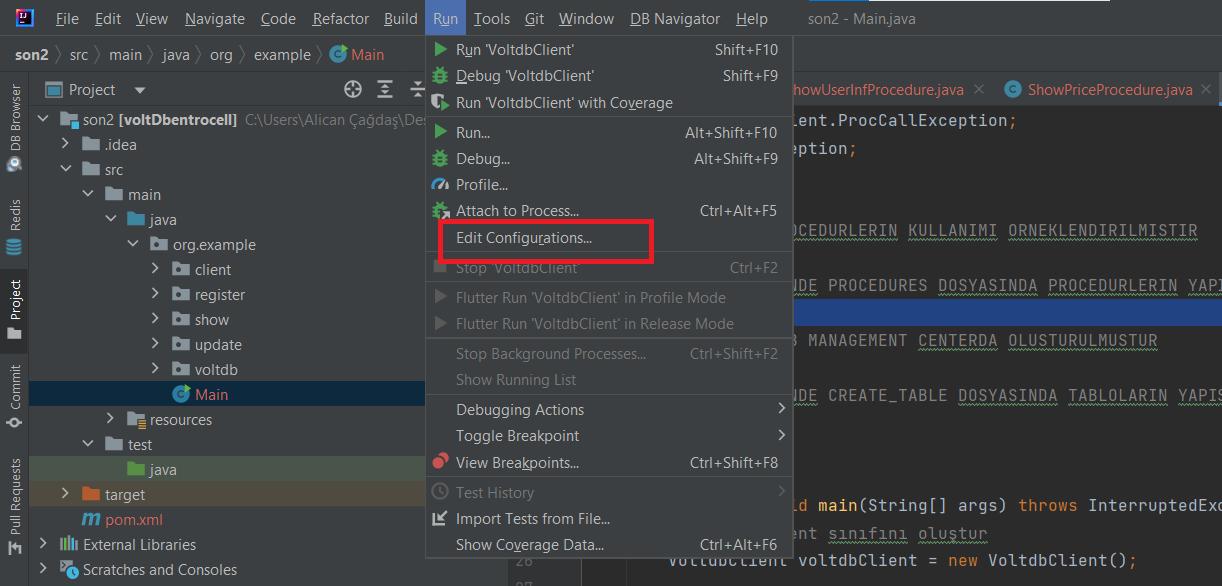 File Edit View Navigate Code Refactor Build Run Tools Git Window DB Navigator Help son2 - Main.java
son2 src main java org example Main
Project
howUserInfProcedure.java
ShowPriceProcedure.java
DB Browser
Redis
Project
Commit
Pull Requests
son2 [voltDbentrocell] C:\Users\Alican Çağdaş\Des
.idea
src
main
java
org.example
client
register
show
update
voltdb
Main
resources
test
java
target
pom.xml
External Libraries
Scratches and Consoles
Run 'VoltdbClient' Shift+F10
Debug 'VoltdbClient' Shift+F9
Run 'VoltdbClient' with Coverage
Run... Alt+Shift+F10
Debug... Alt+Shift+F9
Profile...
Attach to Process... Ctrl+Alt+F5
Edit Configurations...
Stop 'VoltdbClient' Ctrl+F2
Flutter Run 'VoltdbClient' in Profile Mode
Flutter Run 'VoltdbClient' in Release Mode
Stop Background Processes... Ctrl+Shift+F2
Show Running List
Debugging Actions
Toggle Breakpoint
View Breakpoints... Ctrl+Shift+F8
Test History
Import Tests from File...
Show Coverage Data... Ctrl+Alt+F6
ient.ProcCallException;
eption;
OCEDURLERIN KULLANIMI ORNEKLENDIRILMISTIR
NDE PROCEDURES DOSYASINDA PROCEDURLERIN YAPI
B MANAGEMENT CENTERDA OLUSTURULMUSTUR
NDE CREATE_TABLE DOSYASINDA TABLOLARIN YAPIS
id main(String[] args) throws InterruptedExc
ent sınıfını oluştur
26 VoltdbClient voltdbClient = new VoltdbClient();
27